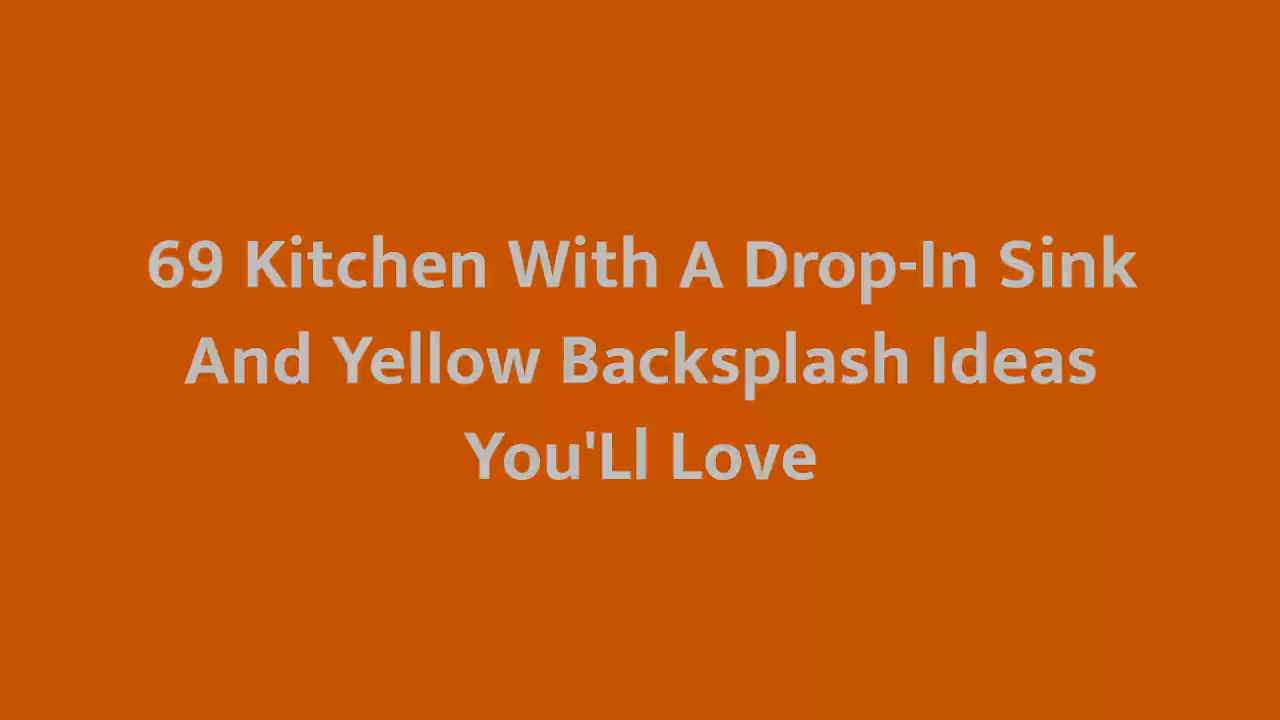 69 Kitchen With A Drop-In Sink
And Yellow Backsplash Ideas
You'Ll Love